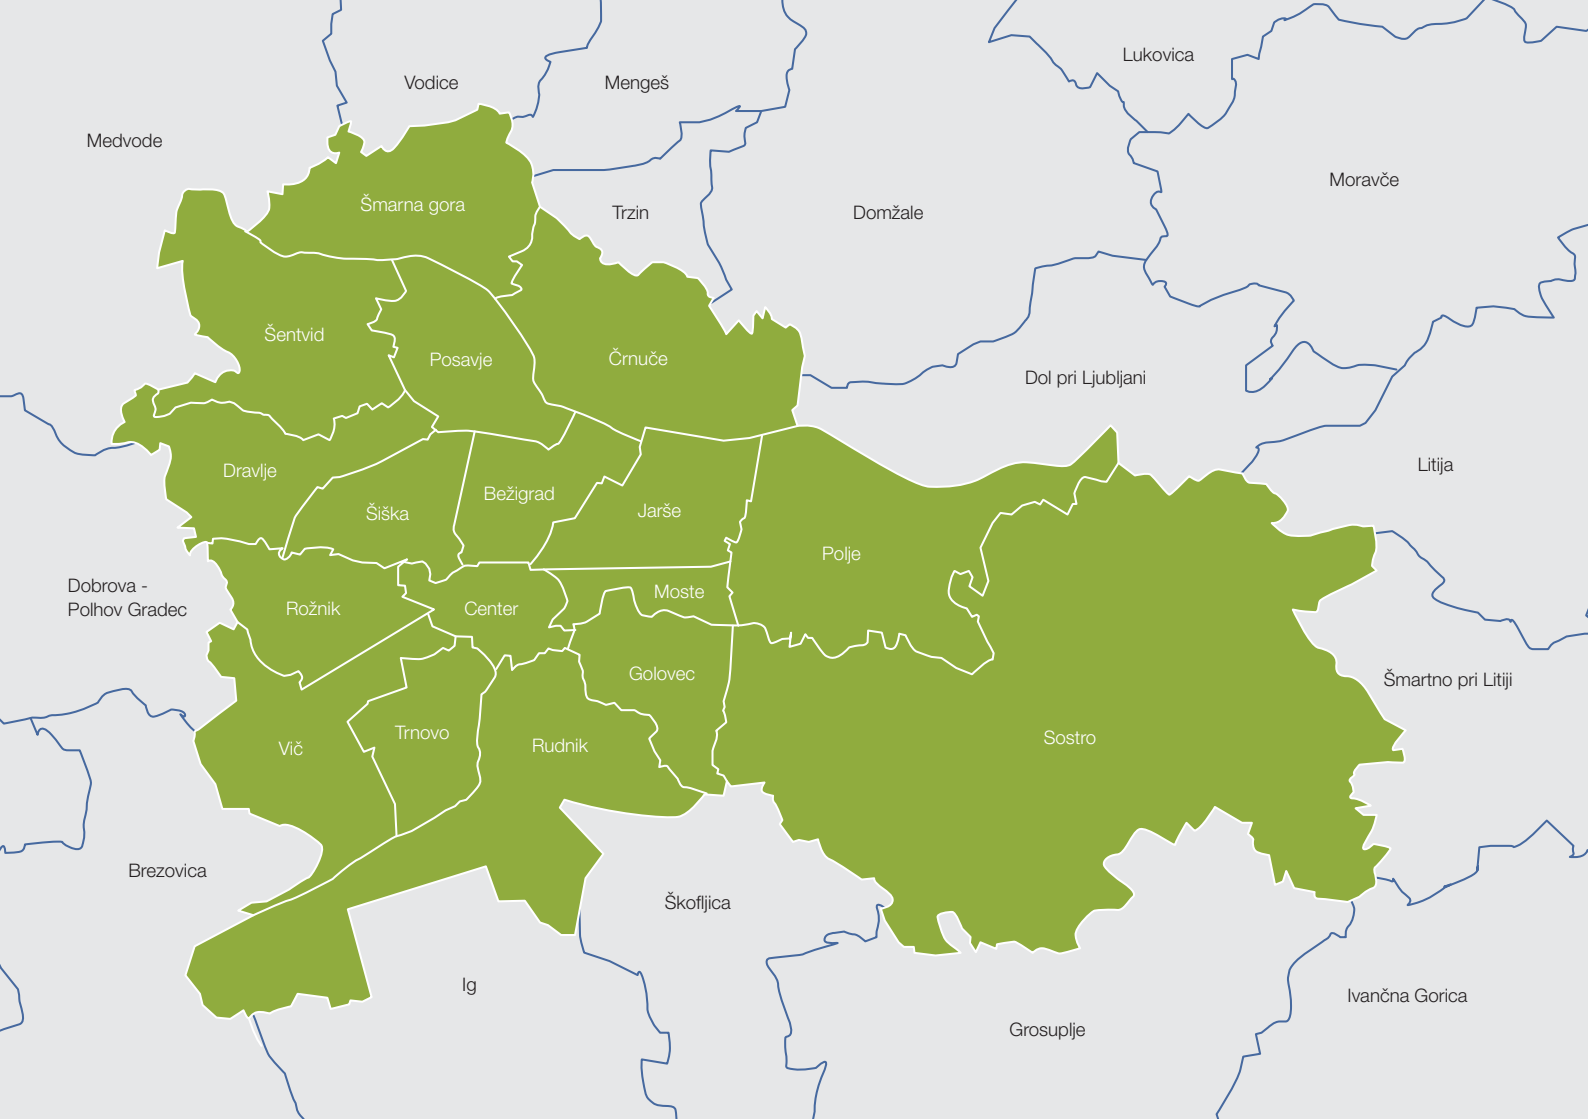 Lukovica
Vodice
Mengeš
Medvode
Moravče
Šmarna gora
Trzin
Domžale
Šentvid
Posavje
Črnuče
Dol pri Ljubljani
Litija
Dravlje
Bežigrad
Šiška
Jarše
Polje
Dobrova -
Polhov Gradec
Rožnik
Center
Moste
Golovec
Šmartno pri Litiji
Vič
Trnovo
Rudnik
Sostro
Brezovica
Škofljica
Ig
Ivančna Gorica
Grosuplje